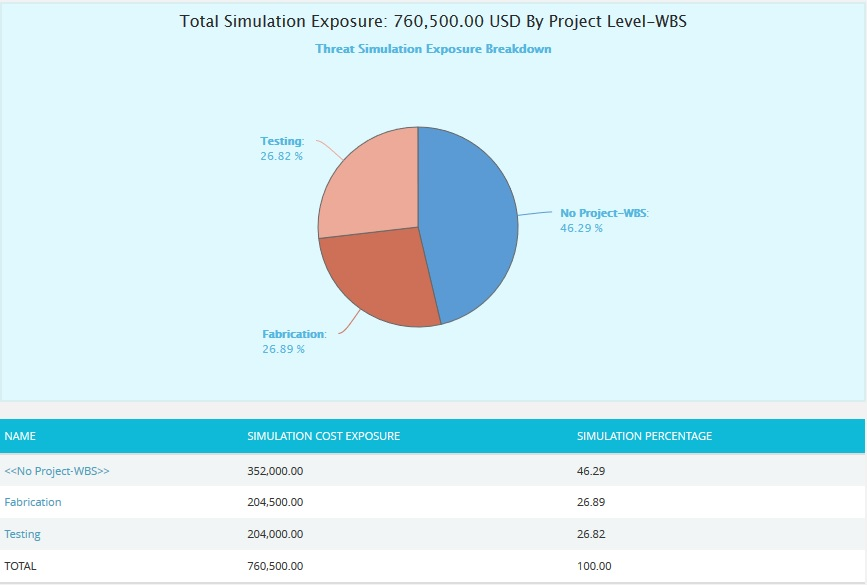 Total Simulation Exposure: 760,500.00 USD By Project Level-WBS
Threat Simulation Exposure Breakdown
Testing:
26.82 %
No Project-WBS:
46.29 %
Fabrication:
26.89 %
NAME SIMULATION COST EXPOSURE SIMULATION PERCENTAGE
<<No Project-WBS>> 352,000.00 46.29
Fabrication 204,500.00 26.89
Testing 204,000.00 26.82
TOTAL 760,500.00 100.00